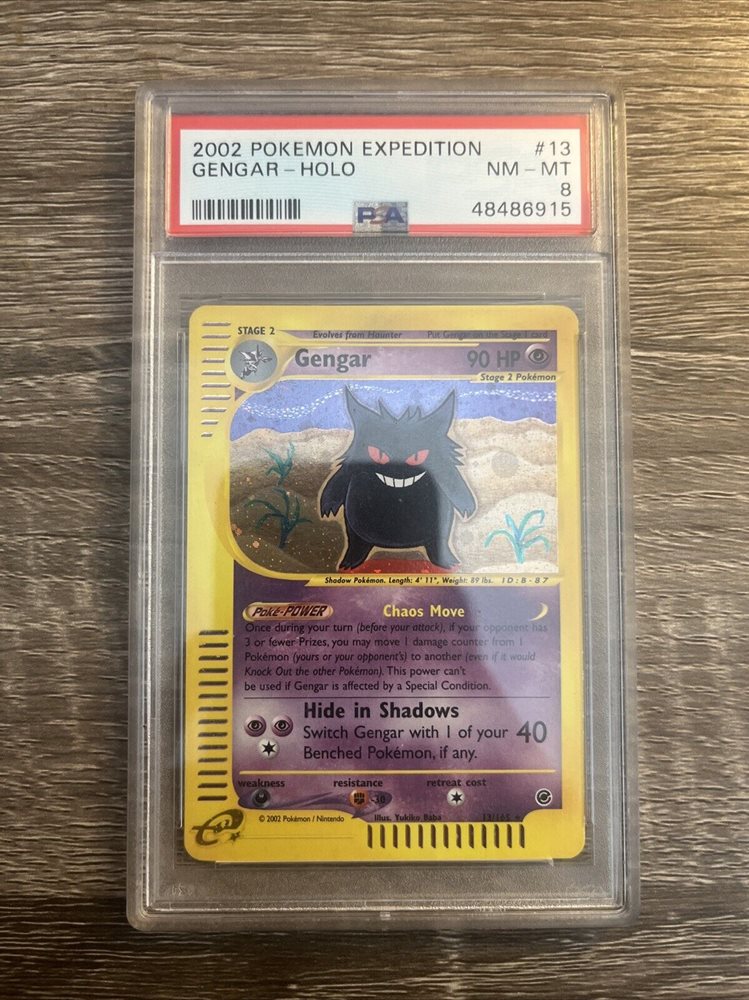 2002 POKEMON EXPEDITION #13
GENGAR-HOLO NM-MT
8
PSA 48486915
STAGE 2 Evolves from Haunter Put Gengar on the Stage 1 card
Gengar 90 HP
Stage 2 Pokémon
Shadow Pokémon. Length: 4' 11", Weight: 89 lbs. ID:B-87
Poké-POWER Chaos Move
Once during your turn (before your attack), if your opponent has
3 or fewer Prizes, you may move 1 damage counter from 1
Pokémon (yours or your opponent's) to another (even if it would
Knock Out the other Pokémon). This power can't
be used if Gengar is affected by a Special Condition.
Hide in Shadows
Switch Gengar with 1 of your 40
Benched Pokémon, if any.
weakness resistance retreat cost
-30
© 2002 Pokémon / Nintendo Illus. Yukiko Baba 13/165